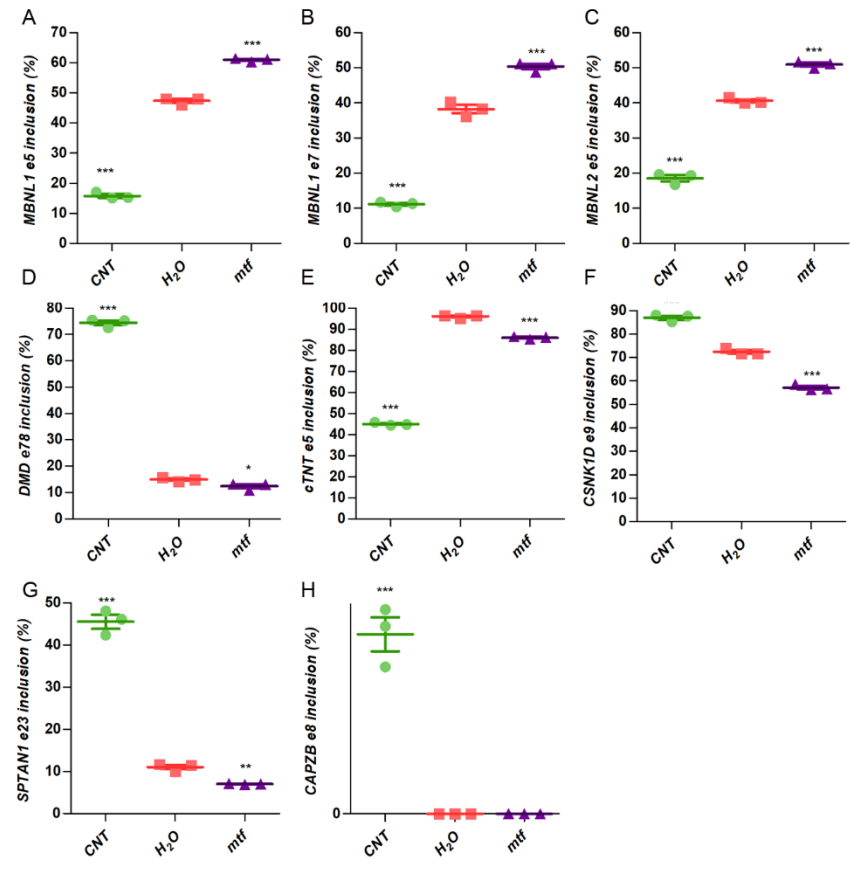 A
B
C
MBNL1 e5 inclusion (%)
70
60
50
40
30
20
10
0
***
***
CNT
H2O
mtf
MBNL1 e7 inclusion (%)
60
50
40
30
20
10
0
***
***
CNT
H2O
mtf
MBNL2 e5 inclusion (%)
60
50
40
30
20
10
0
***
***
CNT
H2O
mtf
D
E
F
DMD e78 inclusion (%)
80
70
60
50
40
30
20
10
0
***
*
CNT
H2O
mtf
cTNT e5 inclusion (%)
100
90
80
70
60
50
40
30
20
10
0
***
***
CNT
H2O
mtf
CSNK1D e9 inclusion (%)
90
80
70
60
50
40
30
20
10
0
***
CNT
H2O
mtf
G
H
SPTAN1 e23 inclusion (%)
50
40
30
20
10
0
***
**
CNT
H2O
mtf
CAPZB e8 inclusion (%)
0
***
CNT
H2O
mtf